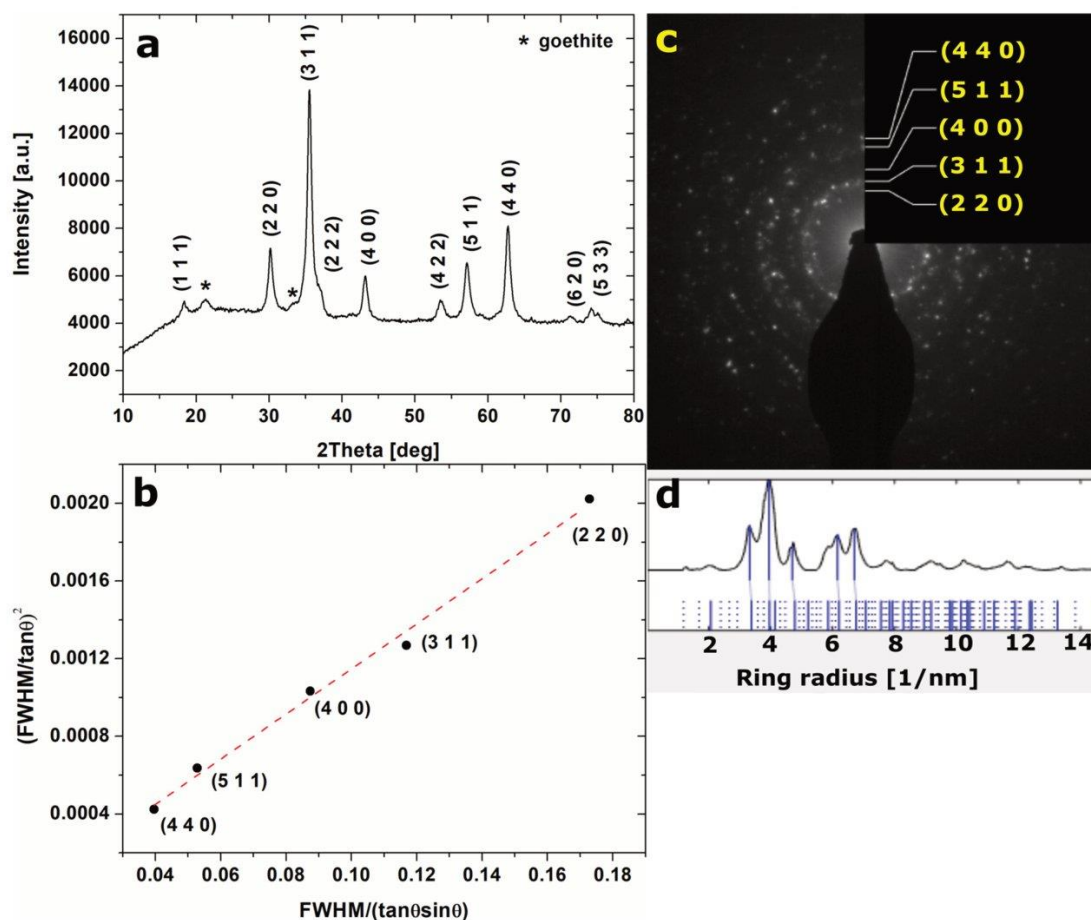 a
* goethite
16000
14000
12000
10000
8000
6000
4000
2000
Intensity [a.u.]
(1 1 1)
*
(2 2 0)
*
(3 1 1)
(2 2 2)
(4 0 0)
(4 2 2)
(5 1 1)
(4 4 0)
(6 2 0)
(5 3 3)
10 20 30 40 50 60 70 80
2Theta [deg]
b
0.0020
0.0016
0.0012
0.0008
0.0004
(FWHM/tanθ)²
(2 2 0)
(3 1 1)
(4 0 0)
(5 1 1)
(4 4 0)
0.04 0.06 0.08 0.10 0.12 0.14 0.16 0.18
FWHM/(tanθsinθ)
c
(4 4 0)
(5 1 1)
(4 0 0)
(3 1 1)
(2 2 0)
d
2 4 6 8 10 12 14
Ring radius [1/nm]